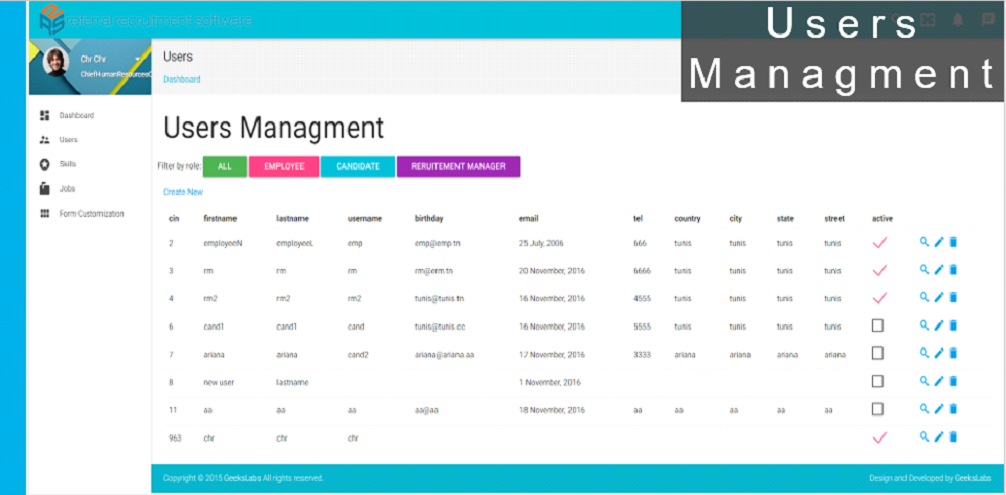 referral recruitment software
Users
Managment
Chr Chr
ChiefHumanResourcesO
Users
Dashboard
Dashboard
Users
Skills
Jobs
Form Customization
Users Managment
Filter by role: ALL EMPLOYEE CANDIDATE RERUITEMENT MANAGER
Create New
cin firstname lastname username birthday email tel country city state street active
2 employeeN employeeL emp emp@emp.tn 25 July, 2006 666 tunis tunis tunis tunis
3 rm rm rm rm@erm.tn 20 November, 2016 6666 tunis tunis tunis tunis
4 rm2 rm2 rm2 tunis@tunis.tn 16 November, 2016 4555 tunis tunis tunis tunis
6 cand1 cand1 cand tunis@tunis.cc 16 November, 2016 5555 tunis tunis tunis tunis
7 ariana ariana cand2 ariana@ariana.aa 17 November, 2016 3333 ariana ariana ariana ariana
8 new user lastname 1 November, 2016
11 aa aa aa aa@aa 18 November, 2016 aa aa aa aa aa
963 chr chr chr
Copyright © 2015 GeeksLabs All rights reserved. Design and Developed by GeeksLabs